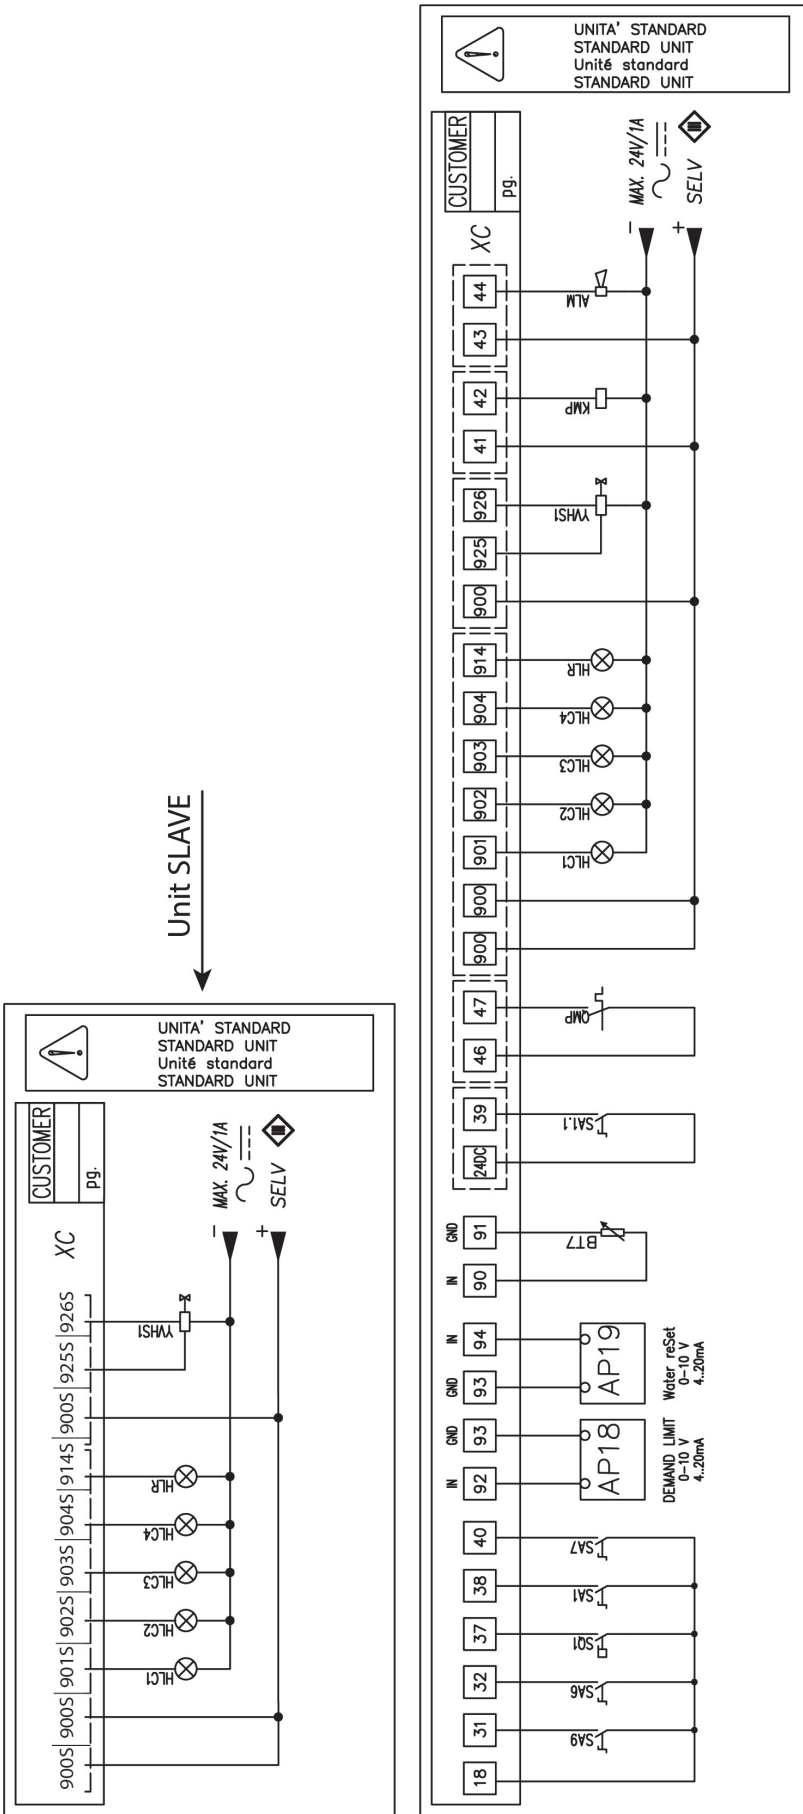 UNITA' STANDARD
STANDARD UNIT
Unité standard
STANDARD UNIT
CUSTOMER
pg.
XC
MAX. 24V/1A
SELV
-
+
44
ALM
43
42
KMP
41
926
YVHS1
925
900
914
HLR
904
HLC4
903
HLC3
902
HLC2
901
HLC1
900
900
47
QMP
46
39
SA1.1
24DC
GND
91
BT7
IN
90
IN
94
GND
93
AP19
Water reSet
0-10 V
4..20mA
GND
93
IN
92
AP18
DEMAND LIMIT
0-10 V
4..20mA
40
SA7
38
SA1
37
SQ1
32
SA6
31
SA9
18
Unit SLAVE
UNITA' STANDARD
STANDARD UNIT
Unité standard
STANDARD UNIT
CUSTOMER
pg.
XC
MAX. 24V/1A
SELV
-
+
926S
YVHS1
925S
900S
914S
HLR
904S
HLC4
903S
HLC3
902S
HLC2
901S
HLC1
900S
900S